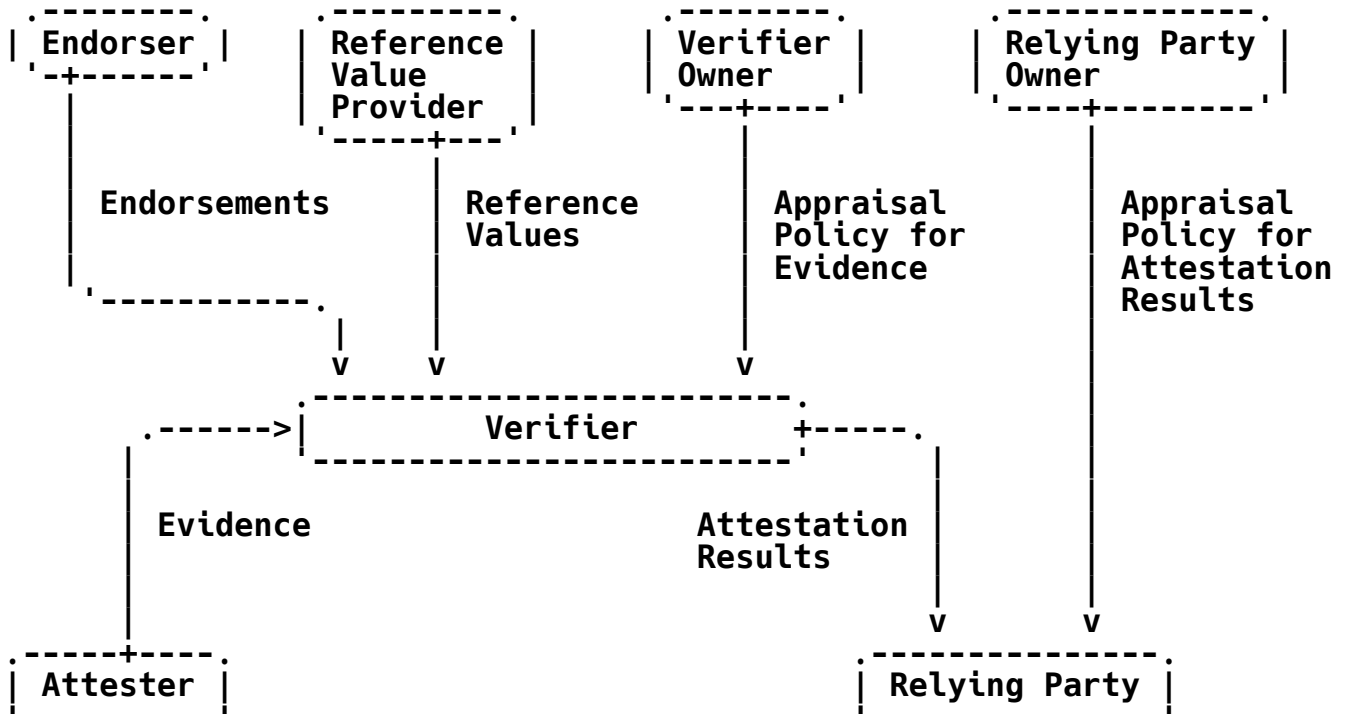 Endorser
Reference
Value
Provider
Verifier
Owner
Relying Party
Owner
Endorsements
Reference
Values
Appraisal
Policy for
Evidence
Appraisal
Policy for
Attestation
Results
Verifier
Evidence
Attestation
Results
Attester
Relying Party